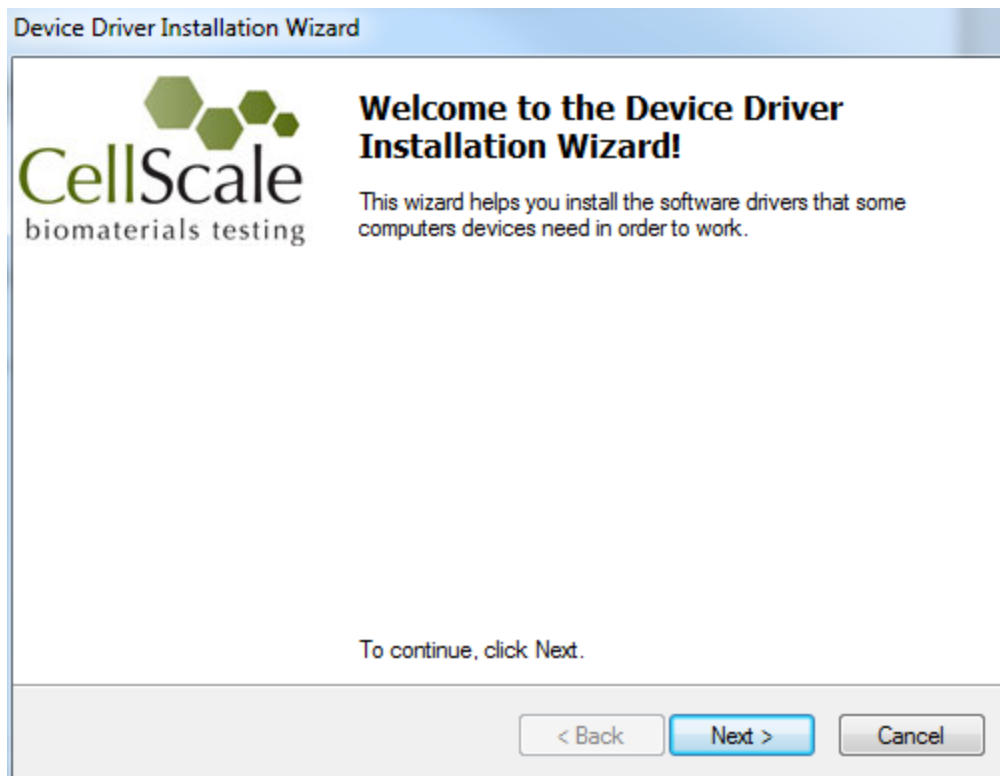 Device Driver Installation Wizard
CellScale
biomaterials testing
Welcome to the Device Driver
Installation Wizard!
This wizard helps you install the software drivers that some
computers devices need in order to work.
To continue, click Next.
< Back
Next >
Cancel